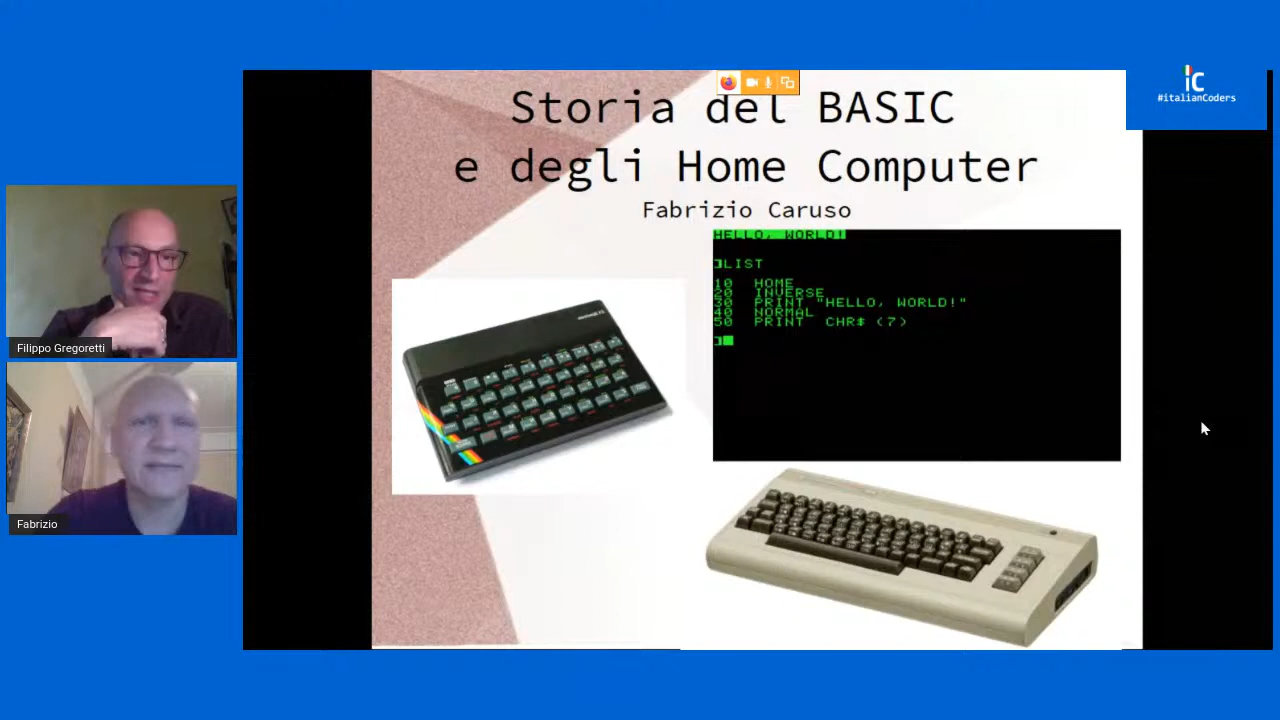 Storia del BASIC
e degli Home Computer
Fabrizio Caruso
iC
#italianCoders
HELLO, WORLD!
]LIST
10 HOME
20 INVERSE
30 PRINT "HELLO, WORLD!"
40 NORMAL
50 PRINT CHR$ (7)
]
Filippo Gregoretti
Fabrizio